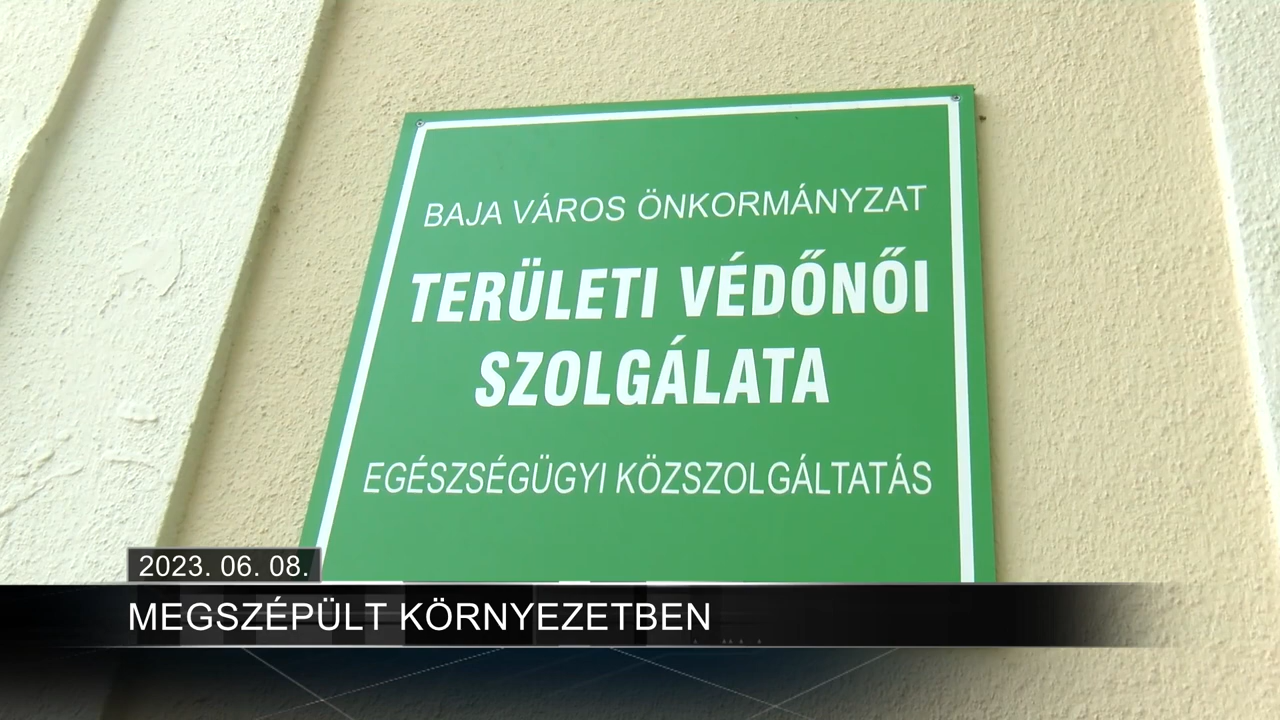 BAJA VÁROS ÖNKORMÁNYZAT
TERÜLETI VÉDŐNŐI
SZOLGÁLATA
EGÉSZSÉGÜGYI KÖZSZOLGÁLTATÁS
2023. 06. 08.
MEGSZÉPÜLT KÖRNYEZETBEN